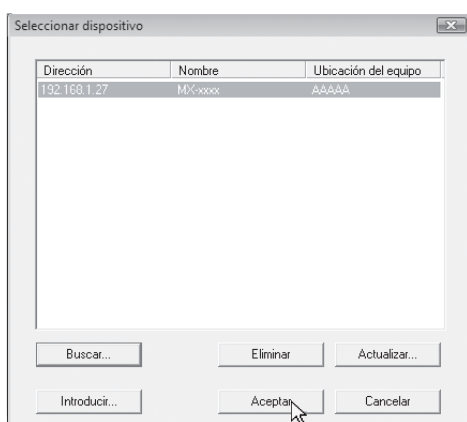 Seleccionar dispositivo
Dirección Nombre Ubicación del equipo
192.168.1.27 MX-xxxx AAAAA
Buscar... Eliminar Actualizar...
Introducir... Aceptar Cancelar